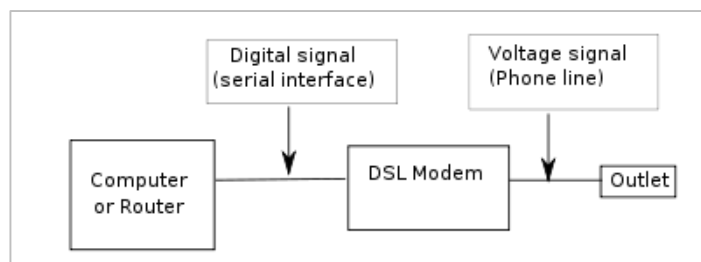 Digital signal
(serial interface)
Voltage signal
(Phone line)
Computer
or Router
DSL Modem
Outlet